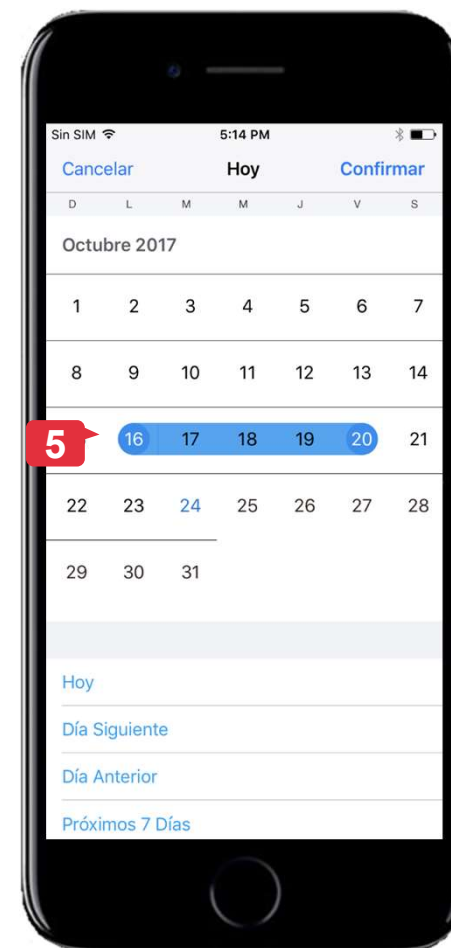 Sin SIM 5:14 PM
Cancelar Hoy Confirmar
D L M M J V S
Octubre 2017
1 2 3 4 5 6 7
8 9 10 11 12 13 14
5 16 17 18 19 20 21
22 23 24 25 26 27 28
29 30 31
Hoy
Día Siguiente
Día Anterior
Próximos 7 Días